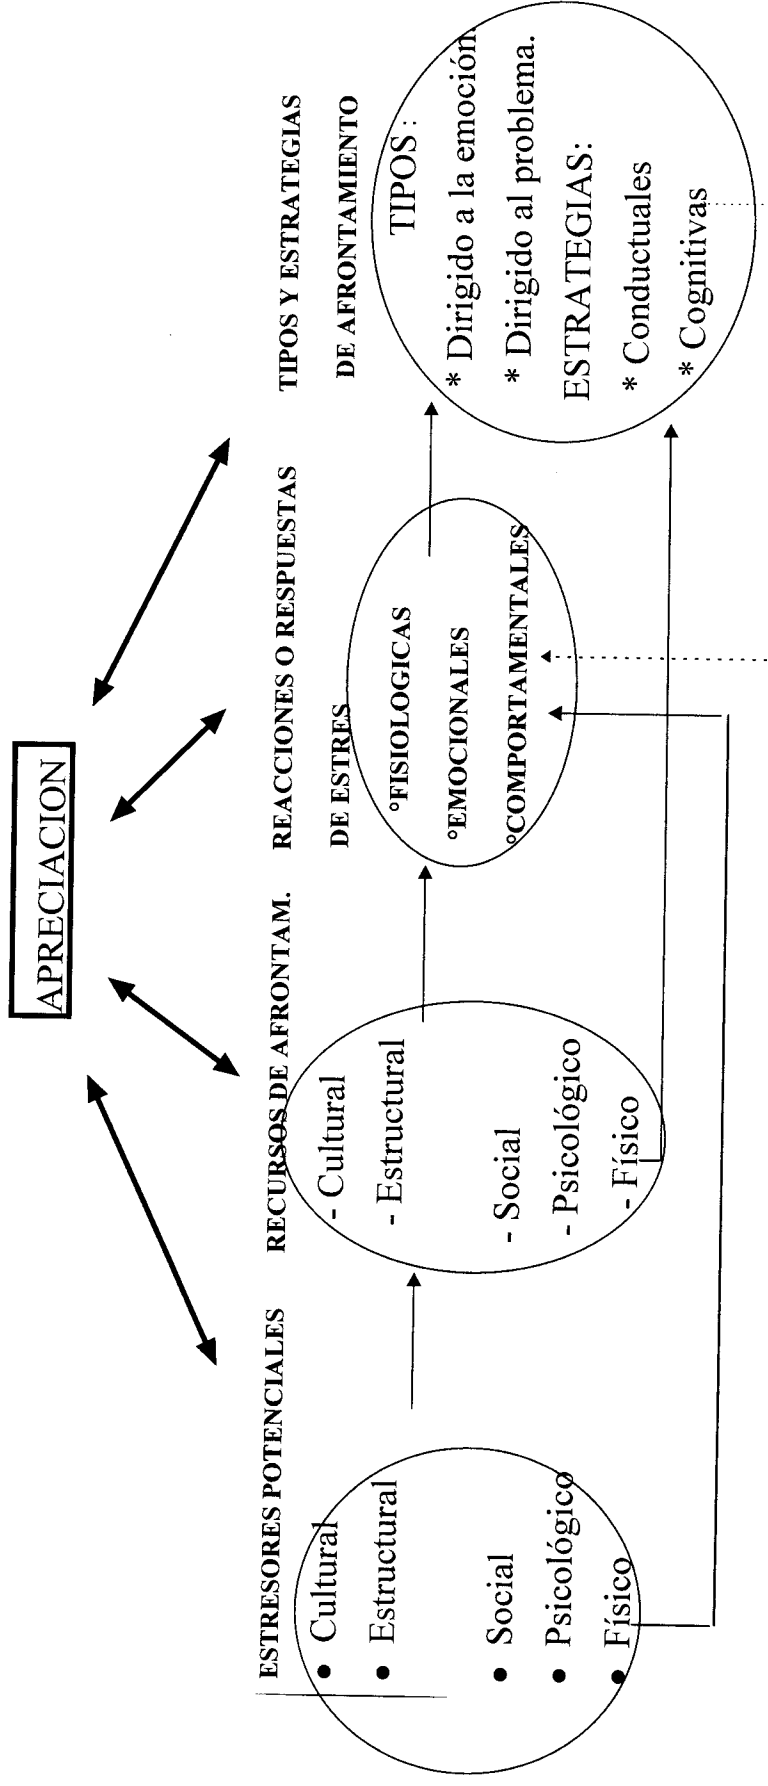 APRECIACION
ESTRESORES POTENCIALES
• Cultural
• Estructural
• Social
• Psicológico
• Físico
RECURSOS DE AFRONTAM.
- Cultural
- Estructural
- Social
- Psicológico
- Físico
REACCIONES O RESPUESTAS
DE ESTRES
°FISIOLOGICAS
°EMOCIONALES
°COMPORTAMENTALES
TIPOS Y ESTRATEGIAS
DE AFRONTAMIENTO
TIPOS :
* Dirigido a la emoción.
* Dirigido al problema.
ESTRATEGIAS:
* Conductuales
* Cognitivas